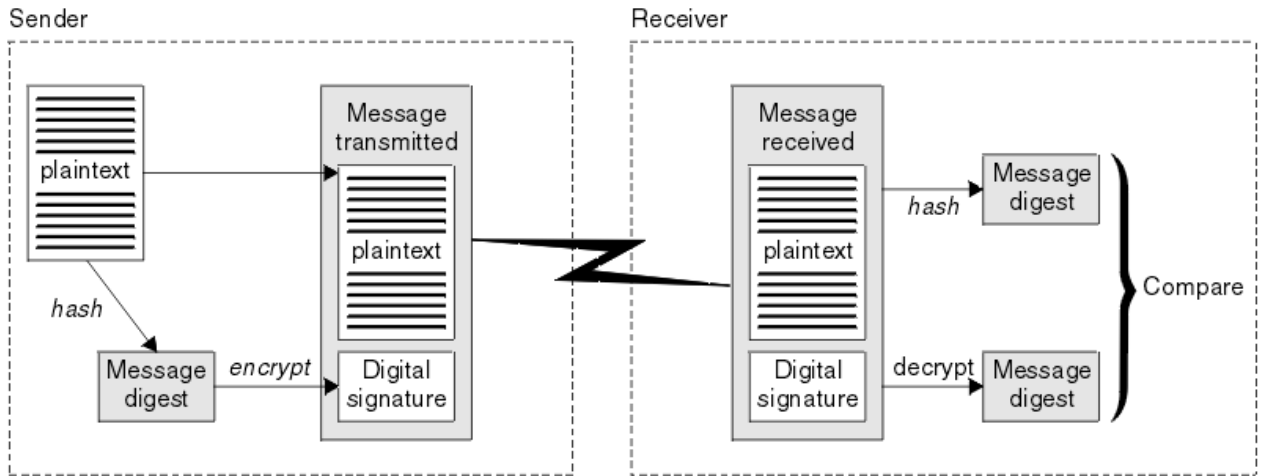 Sender
plaintext
hash
Message
digest
encrypt
Message
transmitted
plaintext
Digital
signature
Receiver
Message
received
plaintext
Digital
signature
hash
Message
digest
decrypt
Message
digest
Compare